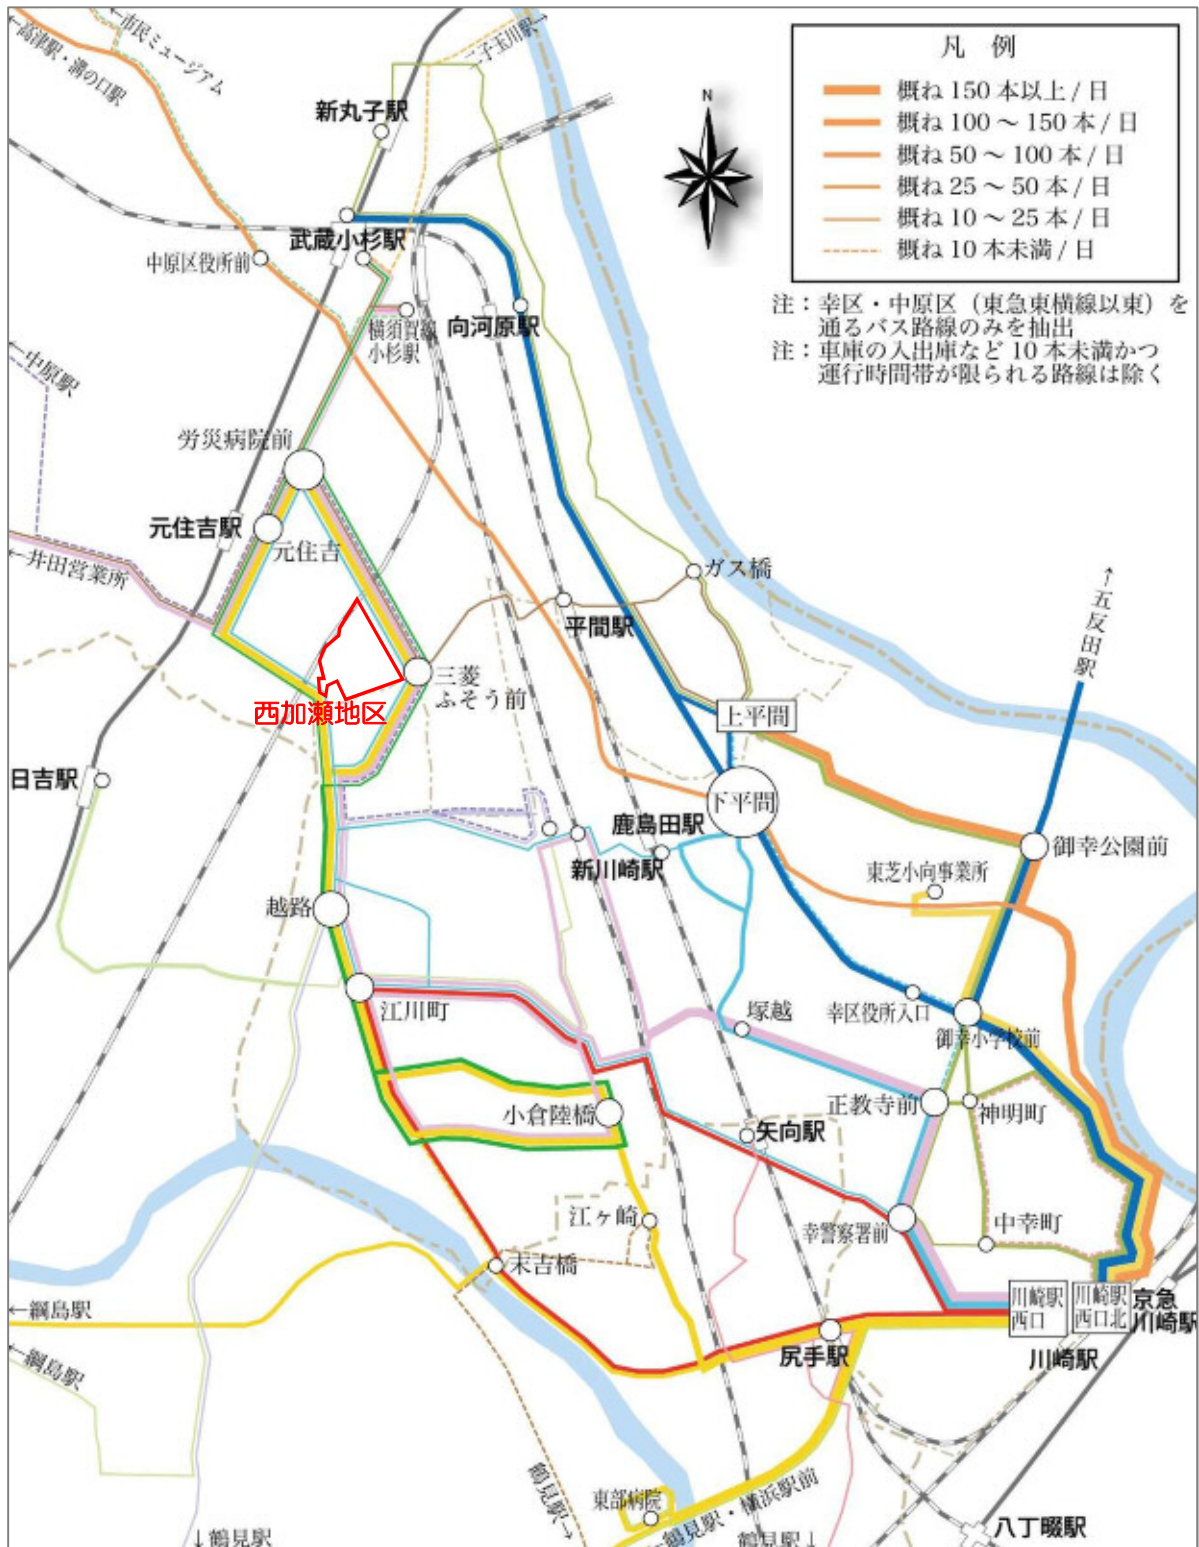 ←高津駅・溝の口駅
←市民ミュージアム
二子玉川駅→
凡 例
概ね 150 本以上 / 日
概ね 100 ～ 150 本 / 日
概ね 50 ～ 100 本 / 日
概ね 25 ～ 50 本 / 日
概ね 10 ～ 25 本 / 日
概ね 10 本未満 / 日
注：幸区・中原区（東急東横線以東）を
通るバス路線のみを抽出
注：車庫の入出庫など 10 本未満かつ
運行時間帯が限られる路線は除く
N
新丸子駅
武蔵小杉駅
中原区役所前
横須賀線
小杉駅
向河原駅
←中原駅
労災病院前
元住吉駅
元住吉
←井田営業所
ガス橋
平間駅
→五反田駅
三菱
ふそう前
西加瀬地区
上平間
日吉駅
下平間
鹿島田駅
新川崎駅
御幸公園前
東芝小向事業所
越路
江川町
塚越
幸区役所入口
御幸小学校前
小倉陸橋
正教寺前
神明町
矢向駅
江ヶ崎
幸警察署前
中幸町
末吉橋
←綱島駅
川崎駅
西口
川崎駅
西口北
京急
川崎駅
←綱島駅
尻手駅
川崎駅
鶴見駅→
東部病院
←鶴見駅・横浜駅前
↓鶴見駅
鶴見駅↓
八丁畷駅